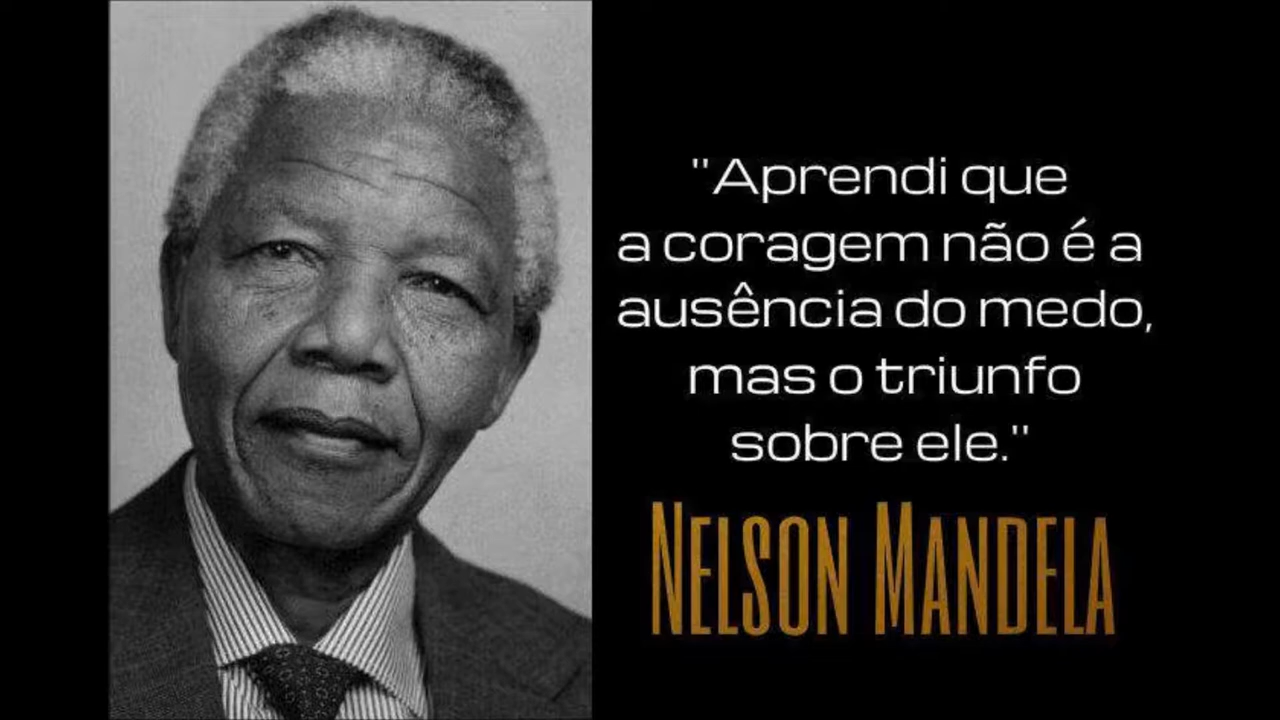 "Aprendi que
a coragem não é a
ausência do medo,
mas o triunfo
sobre ele."
NELSON MANDELA